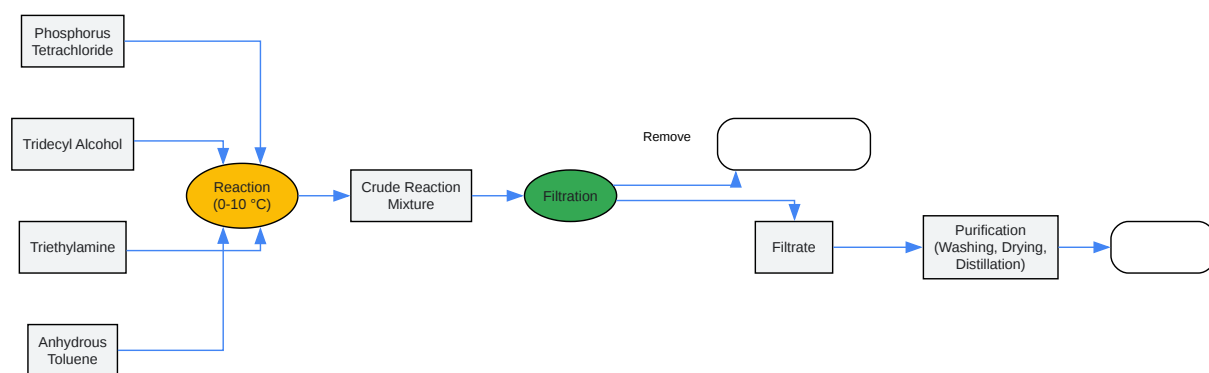 Phosphorus
Tetrachloride
Tridecyl Alcohol
Remove
Reaction
(0-10 °C)
Crude Reaction
Mixture
Filtration
Triethylamine
Filtrate
Purification
(Washing, Drying,
Distillation)
Anhydrous
Toluene